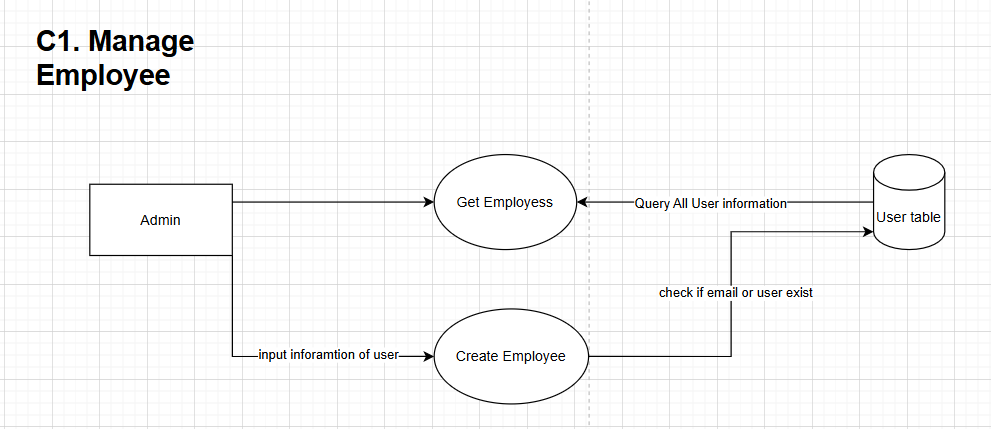 C1. Manage
Employee
Admin
Get Employess
Query All User information
User table
check if email or user exist
input inforamtion of user
Create Employee